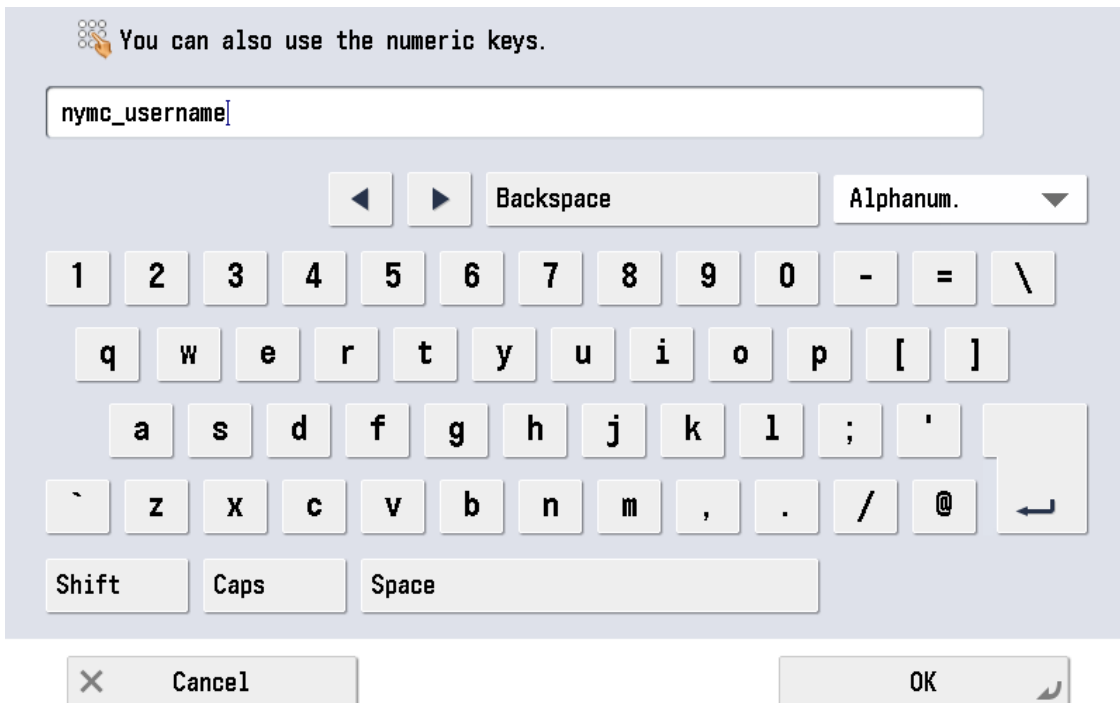 You can also use the numeric keys.
nymc_username
Backspace Alphanum.
1 2 3 4 5 6 7 8 9 0 - = \
q w e r t y u i o p [ ]
a s d f g h j k l ; '
` z x c v b n m , . / @
Shift Caps Space
Cancel OK